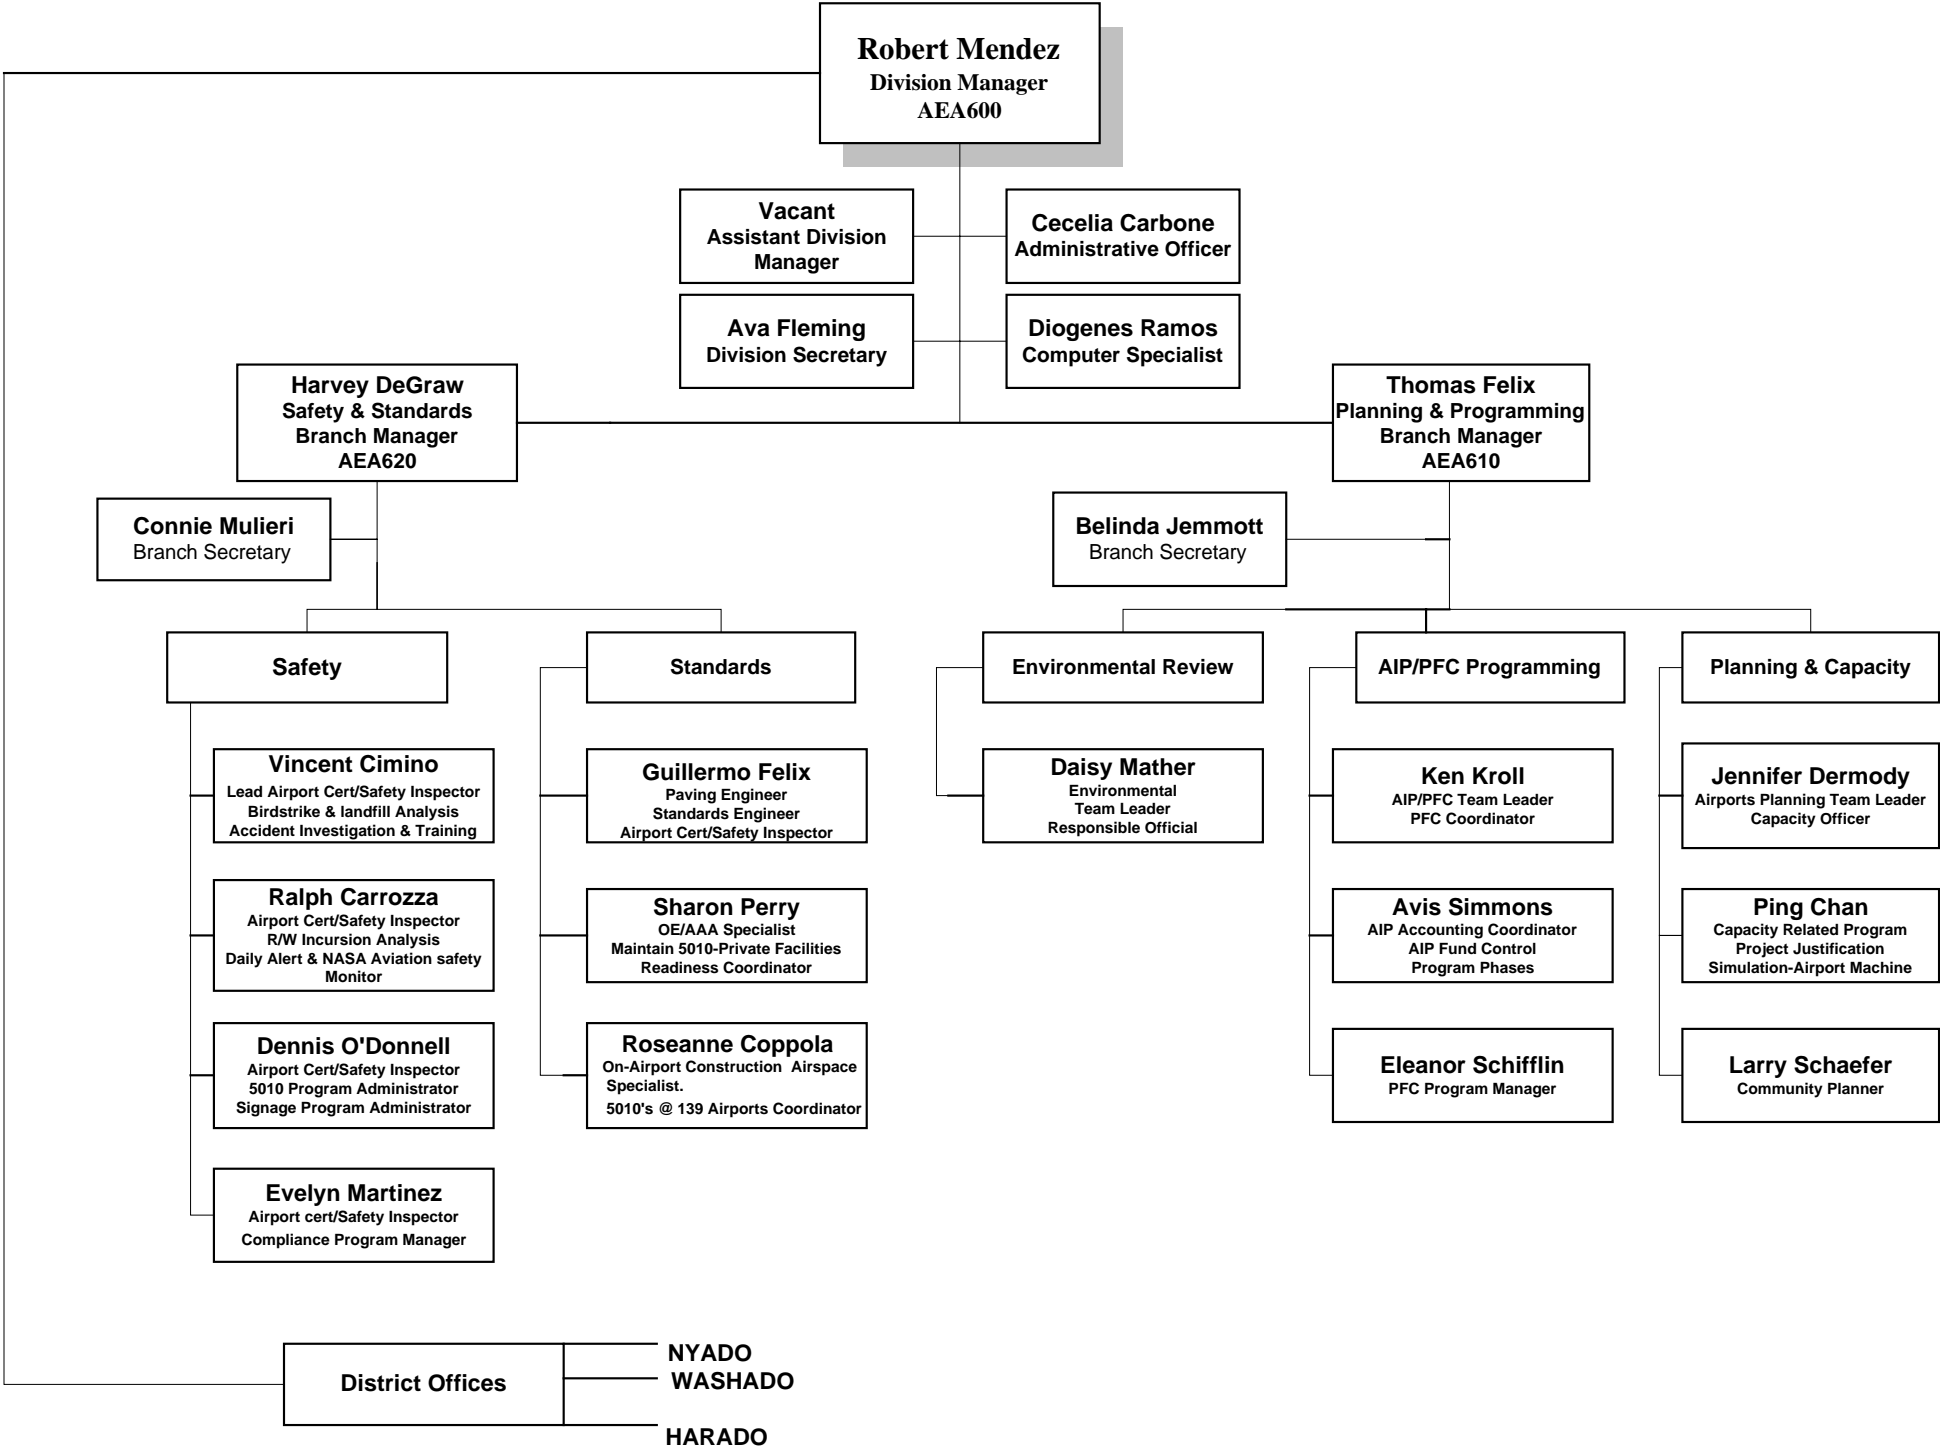 Robert Mendez
Division Manager
AEA600
Vacant
Assistant Division
Manager
Cecelia Carbone
Administrative Officer
Ava Fleming
Division Secretary
Diogenes Ramos
Computer Specialist
Harvey DeGraw
Safety & Standards
Branch Manager
AEA620
Thomas Felix
Planning & Programming
Branch Manager
AEA610
Connie Mulieri
Branch Secretary
Belinda Jemmott
Branch Secretary
Safety
Standards
Environmental Review
AIP/PFC Programming
Planning & Capacity
Vincent Cimino
Lead Airport Cert/Safety Inspector
Birdstrike & landfill Analysis
Accident Investigation & Training
Guillermo Felix
Paving Engineer
Standards Engineer
Airport Cert/Safety Inspector
Daisy Mather
Environmental
Team Leader
Responsible Official
Ken Kroll
AIP/PFC Team Leader
PFC Coordinator
Jennifer Dermody
Airports Planning Team Leader
Capacity Officer
Ralph Carrozza
Airport Cert/Safety Inspector
R/W Incursion Analysis
Daily Alert & NASA Aviation safety
Monitor
Sharon Perry
OE/AAA Specialist
Maintain 5010-Private Facilities
Readiness Coordinator
Avis Simmons
AIP Accounting Coordinator
AIP Fund Control
Program Phases
Ping Chan
Capacity Related Program
Project Justification
Simulation-Airport Machine
Dennis O'Donnell
Airport Cert/Safety Inspector
5010 Program Administrator
Signage Program Administrator
Roseanne Coppola
On-Airport Construction Airspace
Specialist.
5010's @ 139 Airports Coordinator
Eleanor Schifflin
PFC Program Manager
Larry Schaefer
Community Planner
Evelyn Martinez
Airport cert/Safety Inspector
Compliance Program Manager
District Offices
NYADO
WASHADO
HARADO